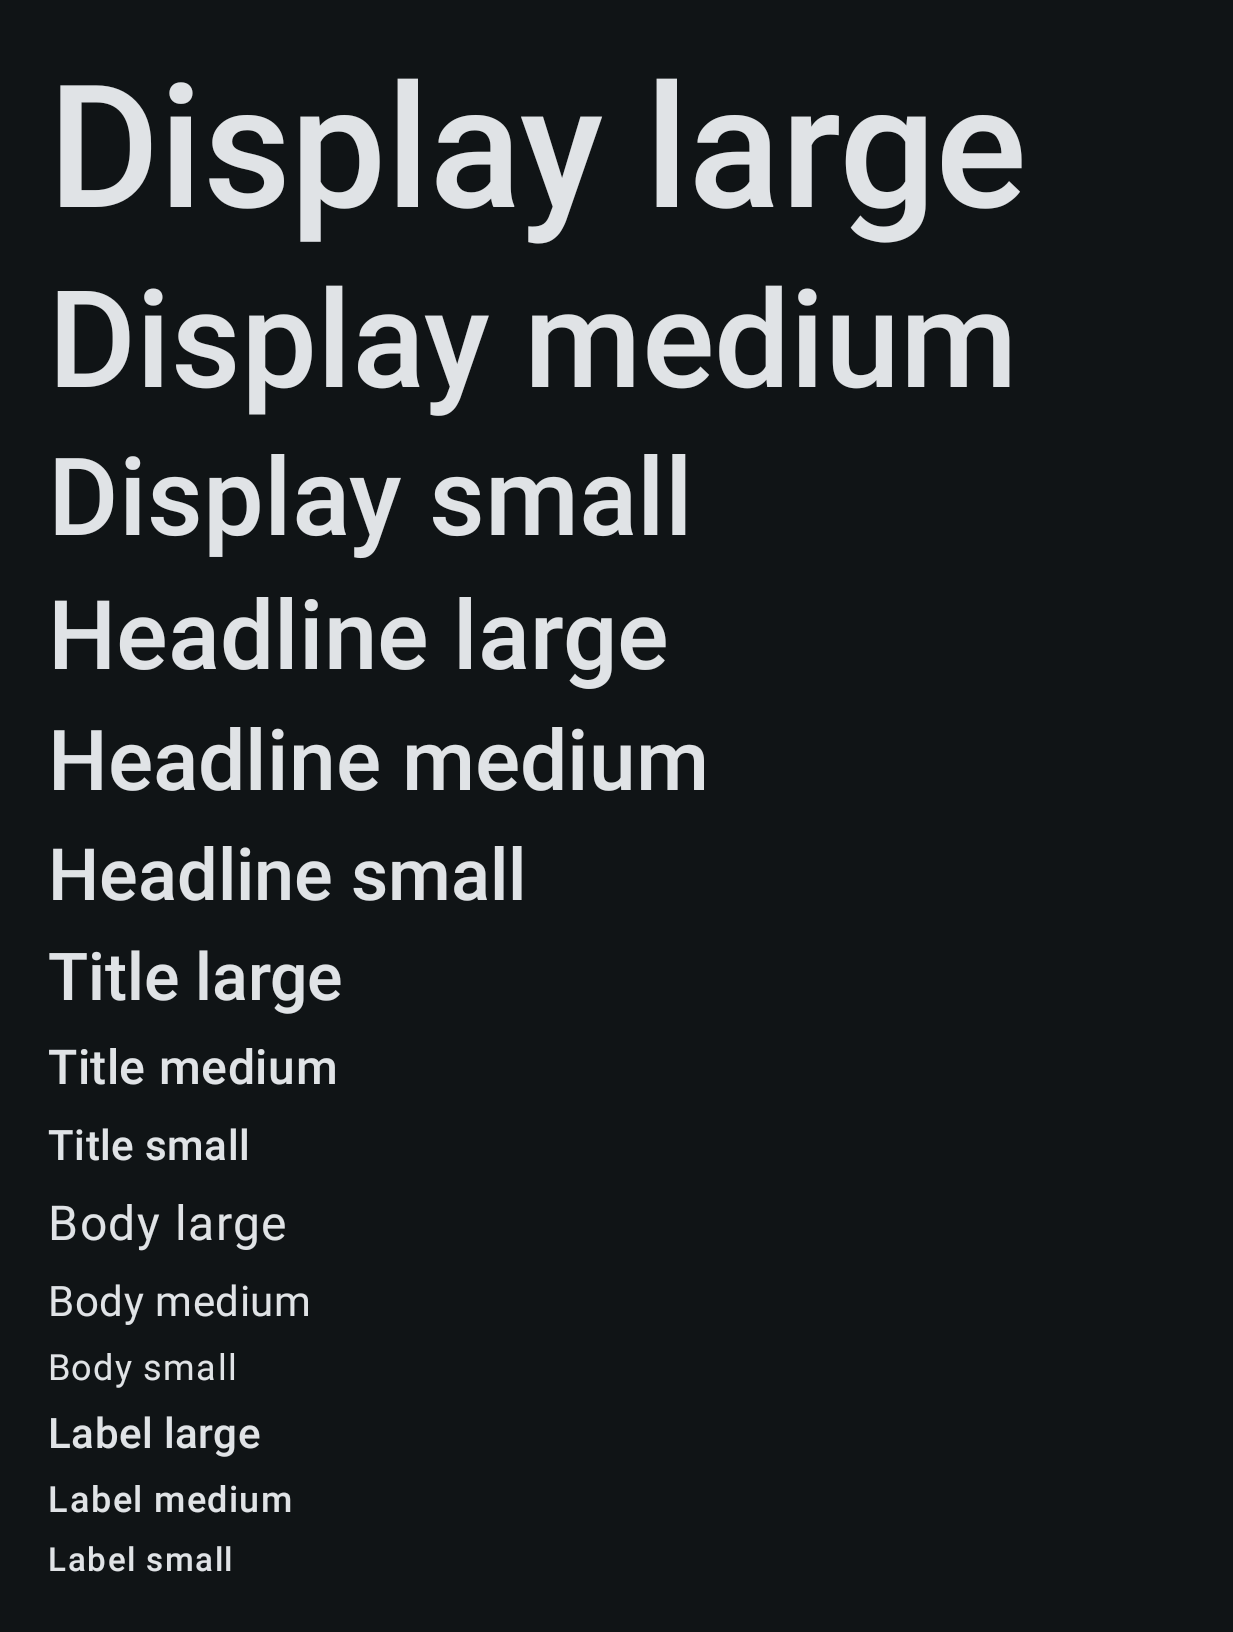 Display large
Display medium
Display small
Headline large
Headline medium
Headline small
Title large
Title medium
Title small
Body large
Body medium
Body small
Label large
Label medium
Label small